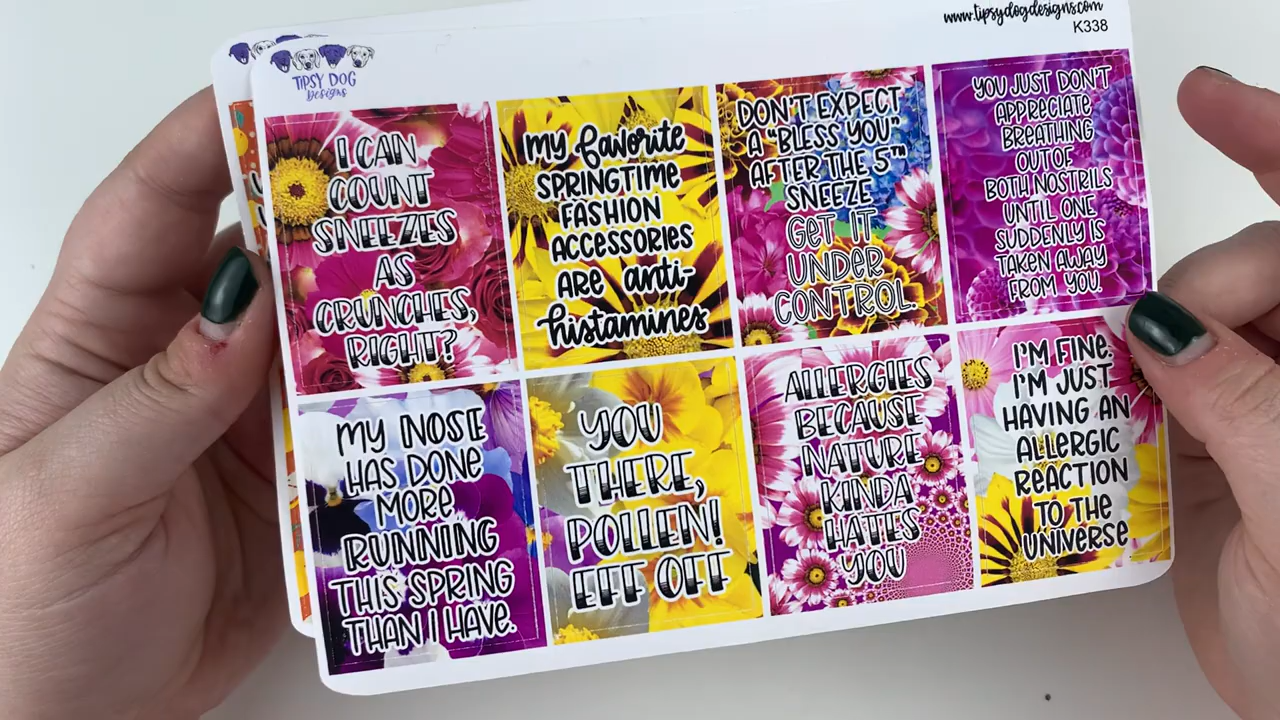 www.tipsydogdesigns.com
K338
TIPSY DOG
Designs
I CAN
COUNT
SNEEZES
AS
CRUNCHES,
RIGHT?
My favorite
SPRINGTIME
FASHION
ACCESSORIES
ARE anti-
histamines
DON'T EXPECT
A "BLESS YOU"
AFTER THE 5TH
SNEEZE
GET IT
UNDER
CONTROL.
YOU JUST DON'T
APPRECIATE
BREATHING
OUT OF
BOTH NOSTRILS
UNTIL ONE
SUDDENLY IS
TAKEN AWAY
FROM YOU.
MY NOSE
HAS DONE
MORE
RUNNING
THIS SPRING
THAN I HAVE.
YOU
THERE,
POLLEN!
EFF OFF
ALLERGIES
BECAUSE
NATURE
KINDA
HATES
YOU
I'M FINE.
I'M JUST
HAVING AN
ALLERGIC
REACTION
TO THE
UNIVERSE